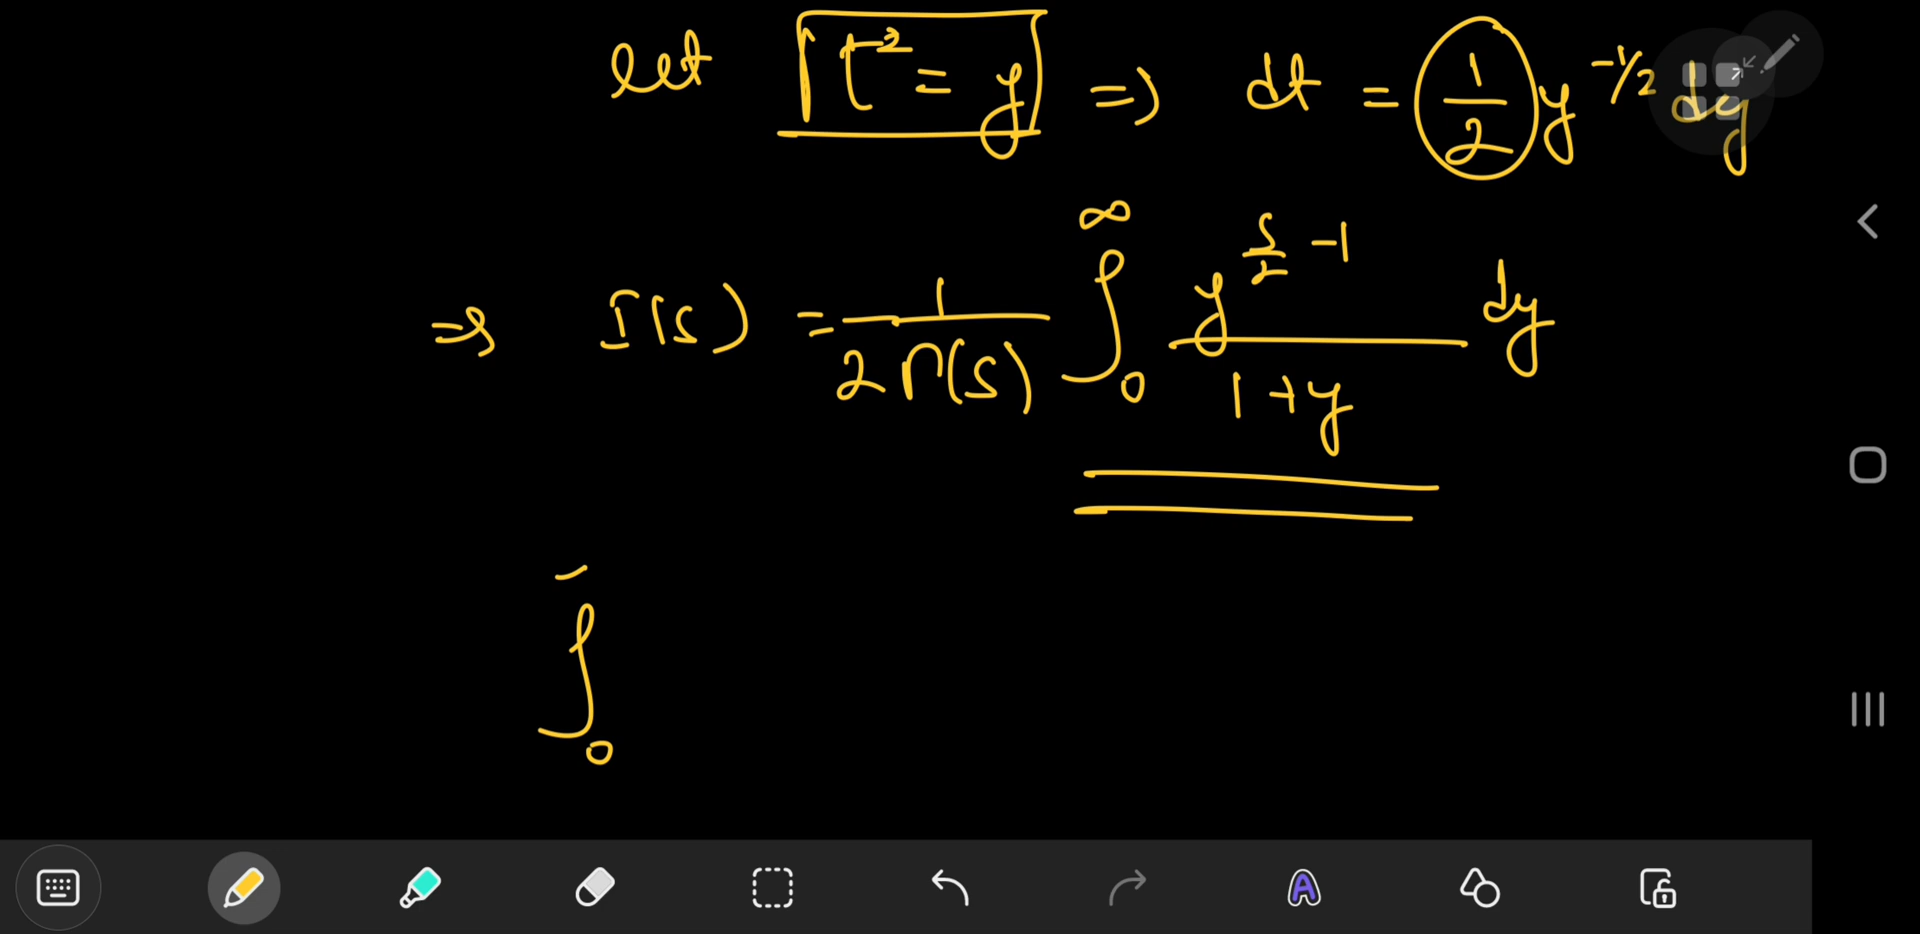 let t² = y ⇒ dt = 1/2 y^(-1/2) dy
⇒ I(s) = 1/(2Γ(s)) ∫₀^∞ y^(s/2 - 1)/(1+y) dy
∫₀
A